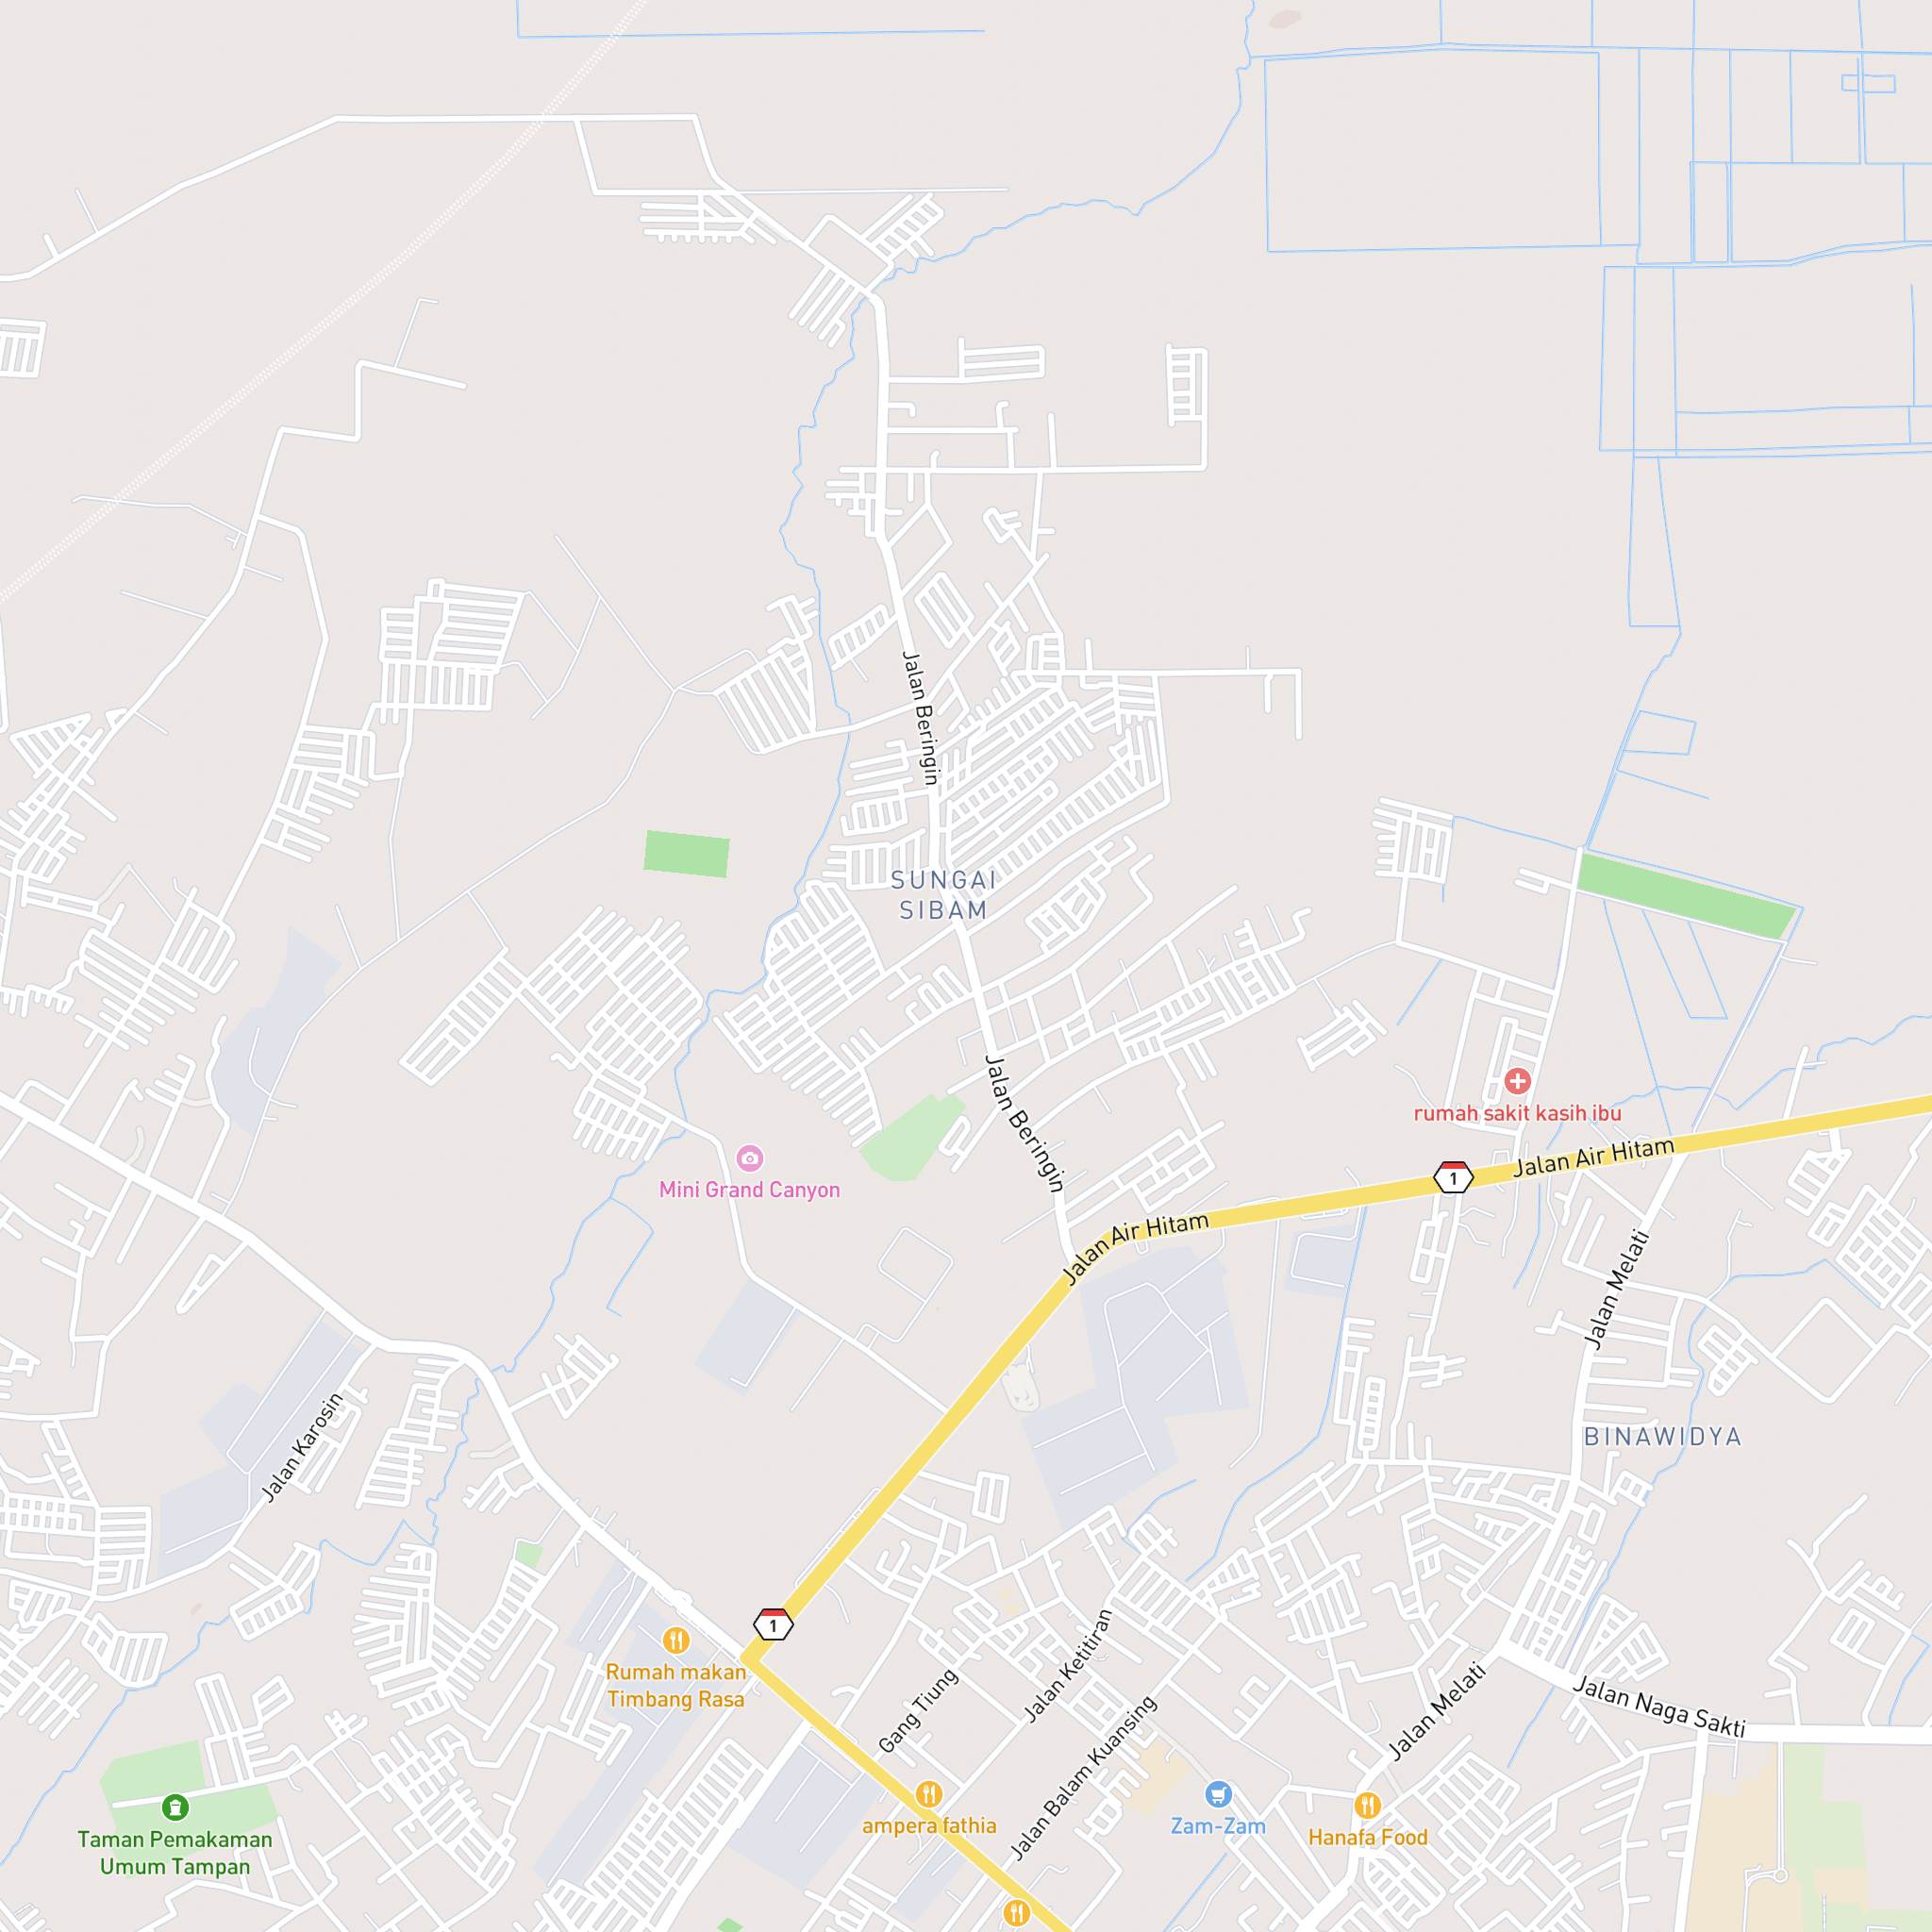 Jalan Beringin
SUNGAI
SIBAM
Jalan Beringin
rumah sakit kasih ibu
Jalan Air Hitam
1
Mini Grand Canyon
Jalan Air Hitam
Jalan Melati
Jalan Karosin
BINAWIDYA
1
Rumah makan
Timbang Rasa
Jalan Ketitiran
Gang Tiung
Jalan Melati
Jalan Naga Sakti
Jalan Balam Kuansing
ampera fathia
Zam-Zam
Hanafa Food
Taman Pemakaman
Umum Tampan